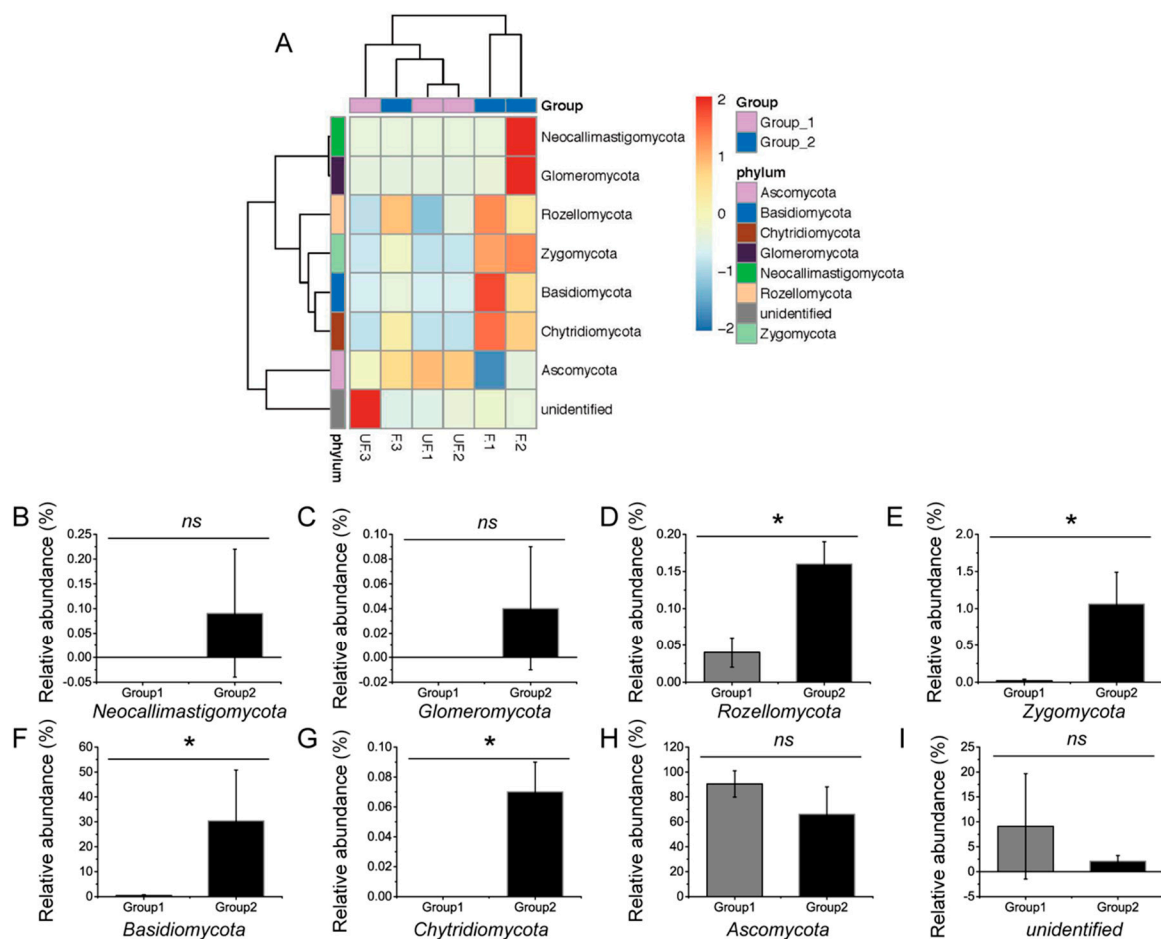 A
Group
Neocallimastigomycota
Glomeromycota
Rozellomycota
Zygomycota
Basidiomycota
Chytridiomycota
Ascomycota
unidentified
phylum
UF.3
F.3
UF.1
UF.2
F.1
F.2
2
1
0
−1
−2
Group
Group_1
Group_2
phylum
Ascomycota
Basidiomycota
Chytridiomycota
Glomeromycota
Neocallimastigomycota
Rozellomycota
unidentified
Zygomycota
B
Relative abundance (%)
ns
0.25
0.20
0.15
0.10
0.05
0.00
-0.05
Group1 Group2
Neocallimastigomycota
C
Relative abundance (%)
ns
0.10
0.08
0.06
0.04
0.02
0.00
-0.02
Group1 Group2
Glomeromycota
D
Relative abundance (%)
*
0.20
0.15
0.10
0.05
0.00
Group1 Group2
Rozellomycota
E
Relative abundance (%)
*
2.0
1.5
1.0
0.5
0.0
Group1 Group2
Zygomycota
F
Relative abundance (%)
*
60
50
40
30
20
10
0
Group1 Group2
Basidiomycota
G
Relative abundance (%)
*
0.10
0.08
0.06
0.04
0.02
0.00
Group1 Group2
Chytridiomycota
H
Relative abundance (%)
ns
120
100
80
60
40
20
0
Group1 Group2
Ascomycota
I
Relative abundance (%)
ns
25
20
15
10
5
0
-5
Group1 Group2
unidentified